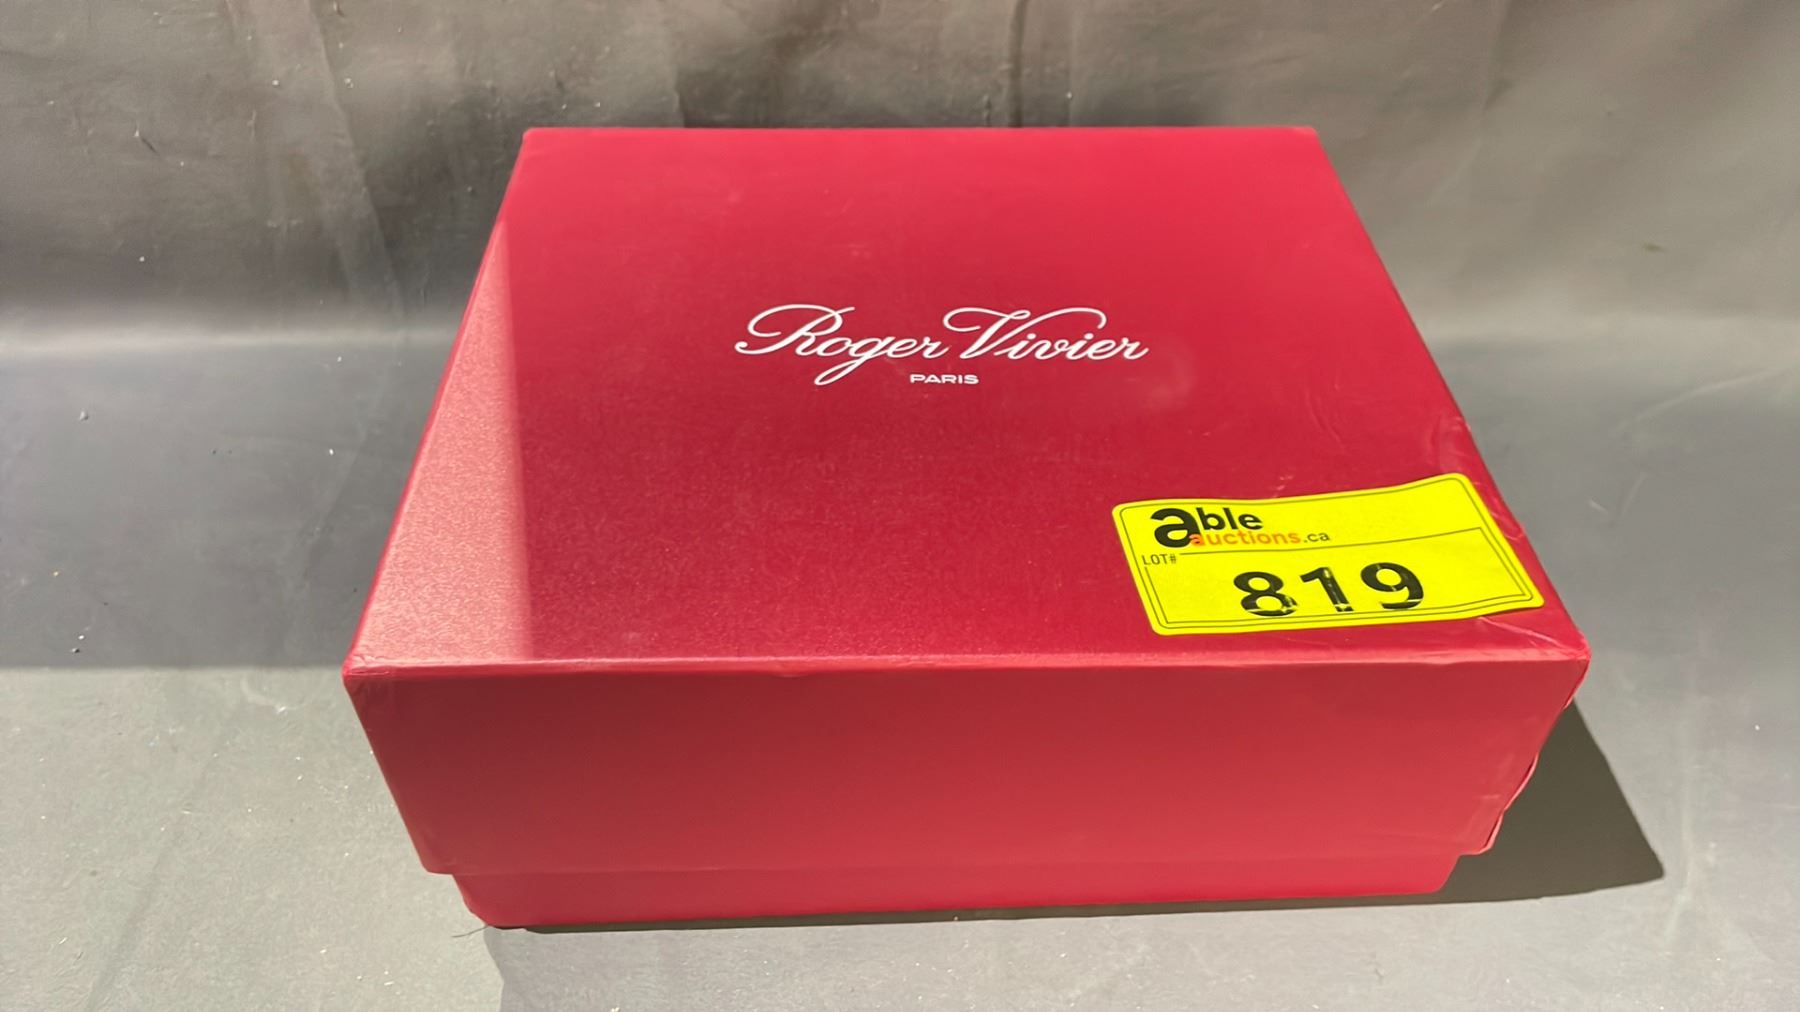 Roger Vivier
PARIS
able
auctions.ca
LOT#
819